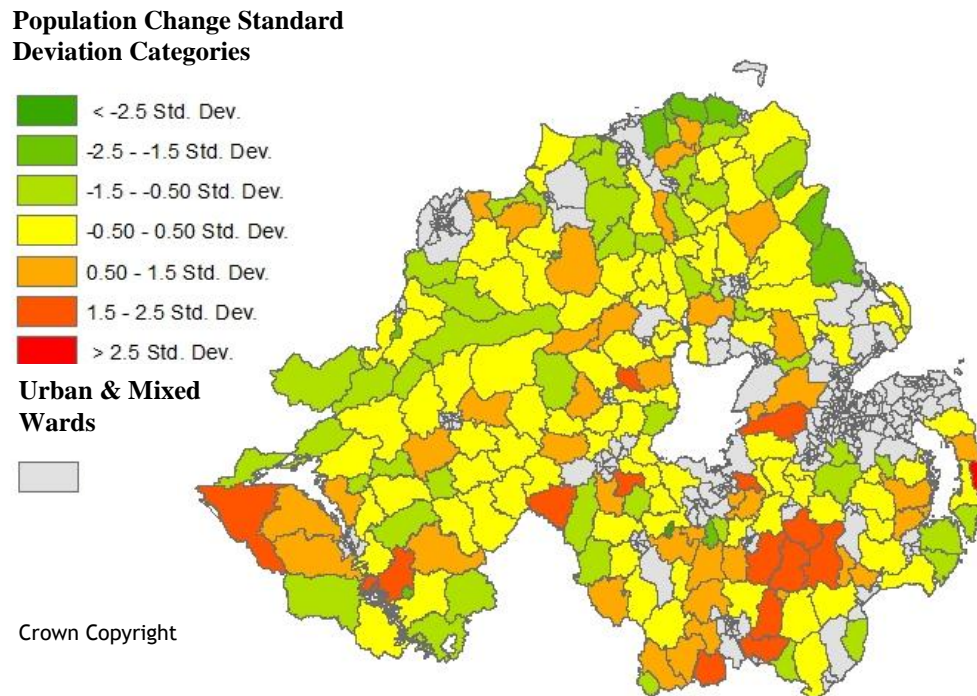 Population Change Standard
Deviation Categories
< -2.5 Std. Dev.
-2.5 - -1.5 Std. Dev.
-1.5 - -0.50 Std. Dev.
-0.50 - 0.50 Std. Dev.
0.50 - 1.5 Std. Dev.
1.5 - 2.5 Std. Dev.
> 2.5 Std. Dev.
Urban & Mixed
Wards
Crown Copyright